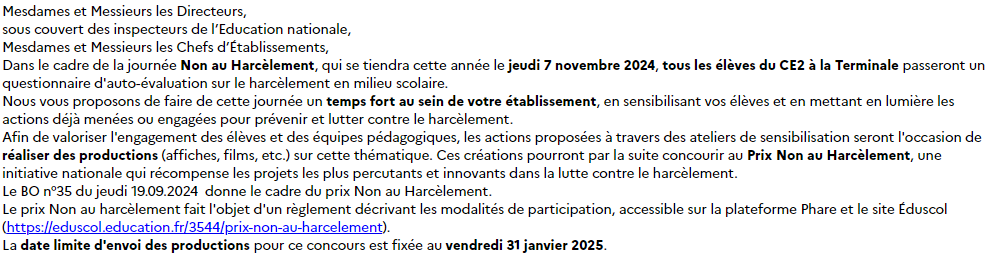 Mesdames et Messieurs les Directeurs,
sous couvert des inspecteurs de l’Education nationale,
Mesdames et Messieurs les Chefs d’Établissements,
Dans le cadre de la journée Non au Harcèlement, qui se tiendra cette année le jeudi 7 novembre 2024, tous les élèves du CE2 à la Terminale passeront un
questionnaire d'auto-évaluation sur le harcèlement en milieu scolaire.
Nous vous proposons de faire de cette journée un temps fort au sein de votre établissement, en sensibilisant vos élèves et en mettant en lumière les
actions déjà menées ou engagées pour prévenir et lutter contre le harcèlement.
Afin de valoriser l'engagement des élèves et des équipes pédagogiques, les actions proposées à travers des ateliers de sensibilisation seront l'occasion de
réaliser des productions (affiches, films, etc.) sur cette thématique. Ces créations pourront par la suite concourir au Prix Non au Harcèlement, une
initiative nationale qui récompense les projets les plus percutants et innovants dans la lutte contre le harcèlement.
Le BO n°35 du jeudi 19.09.2024 donne le cadre du prix Non au Harcèlement.
Le prix Non au harcèlement fait l'objet d'un règlement décrivant les modalités de participation, accessible sur la plateforme Phare et le site Éduscol
(https://eduscol.education.fr/3544/prix-non-au-harcelement).
La date limite d'envoi des productions pour ce concours est fixée au vendredi 31 janvier 2025.